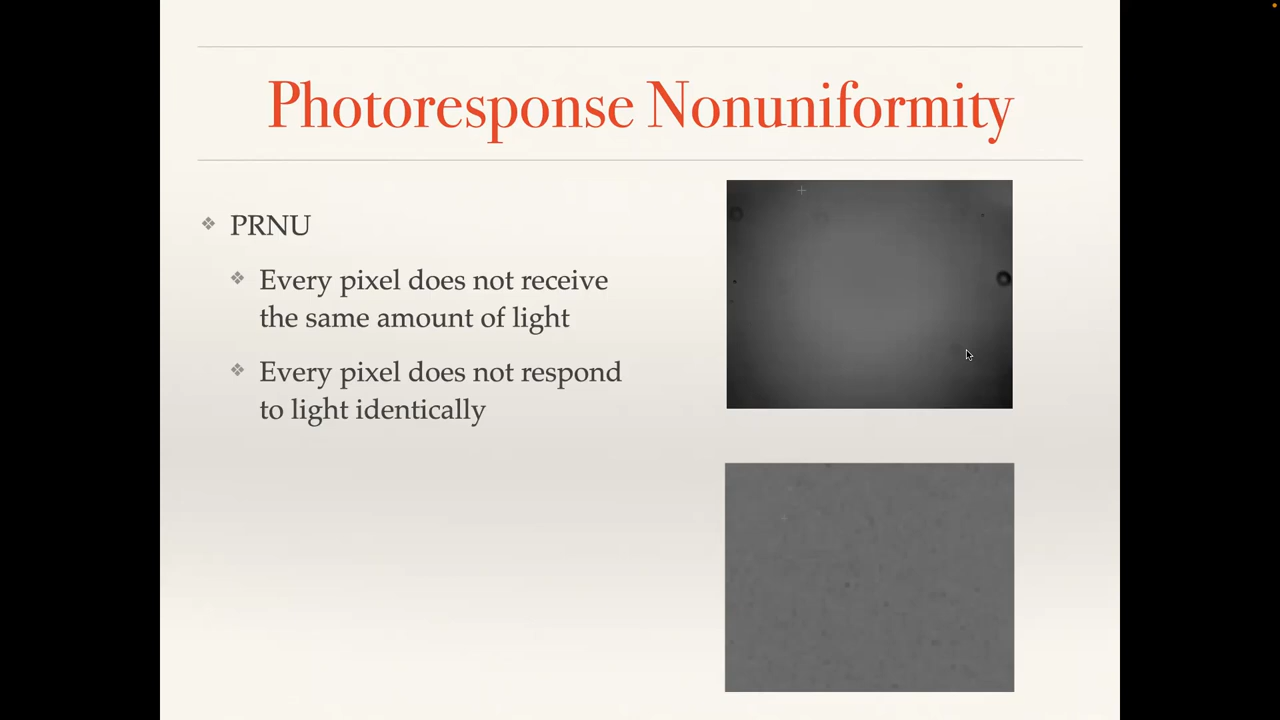 Photoresponse Nonuniformity
PRNU
Every pixel does not receive
the same amount of light
Every pixel does not respond
to light identically